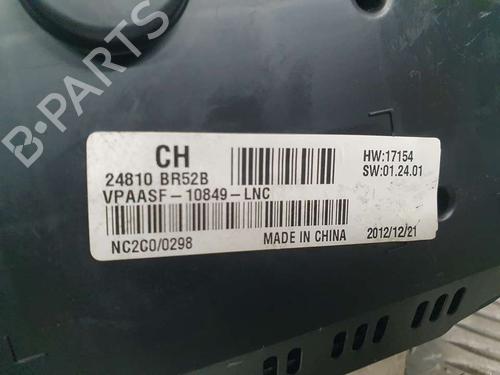 B-PARTS
CH
24810 BR52B
VPAASF-10849-LNC
NC2C0/0298
MADE IN CHINA
HW:17154
SW:01.24.01
2012/12/21